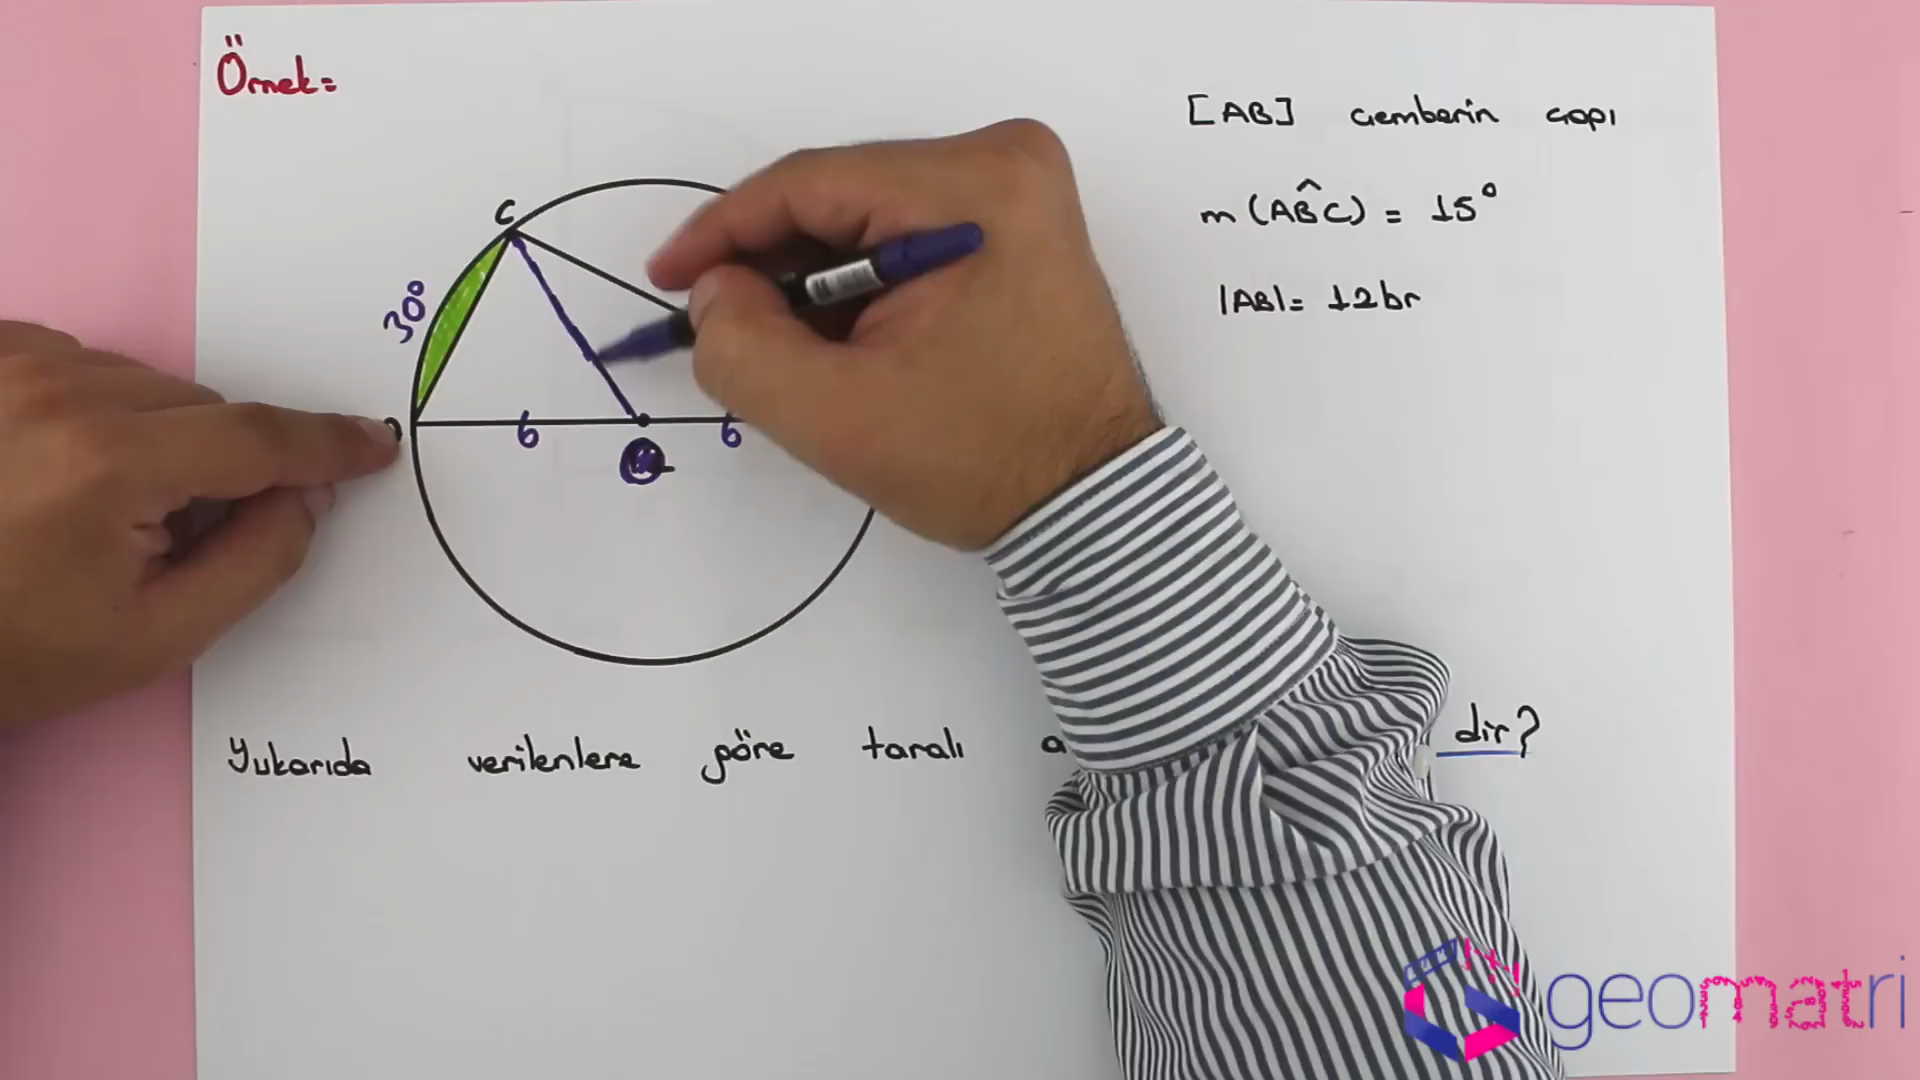 Örnek=
[AB] çemberin çapı
m(ABC) = 15°
|AB|= 12br
C
30°
6 6
Yukarıda verilenlere göre taralı dir?
geomatri